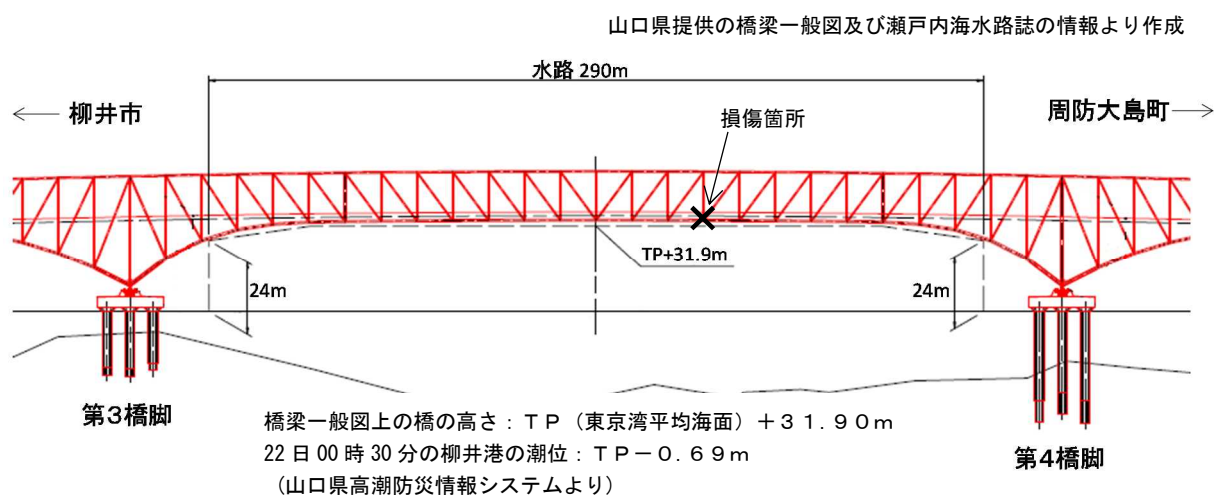 山口県提供の橋梁一般図及び瀬戸内海水路誌の情報より作成
水路 290m
柳井市
周防大島町
損傷箇所
TP+31.9m
24m
24m
第3橋脚
第4橋脚
橋梁一般図上の橋の高さ：ＴＰ（東京湾平均海面）＋３１.９０ｍ
22 日 00 時 30 分の柳井港の潮位：ＴＰ－０.６９ｍ
（山口県高潮防災情報システムより）